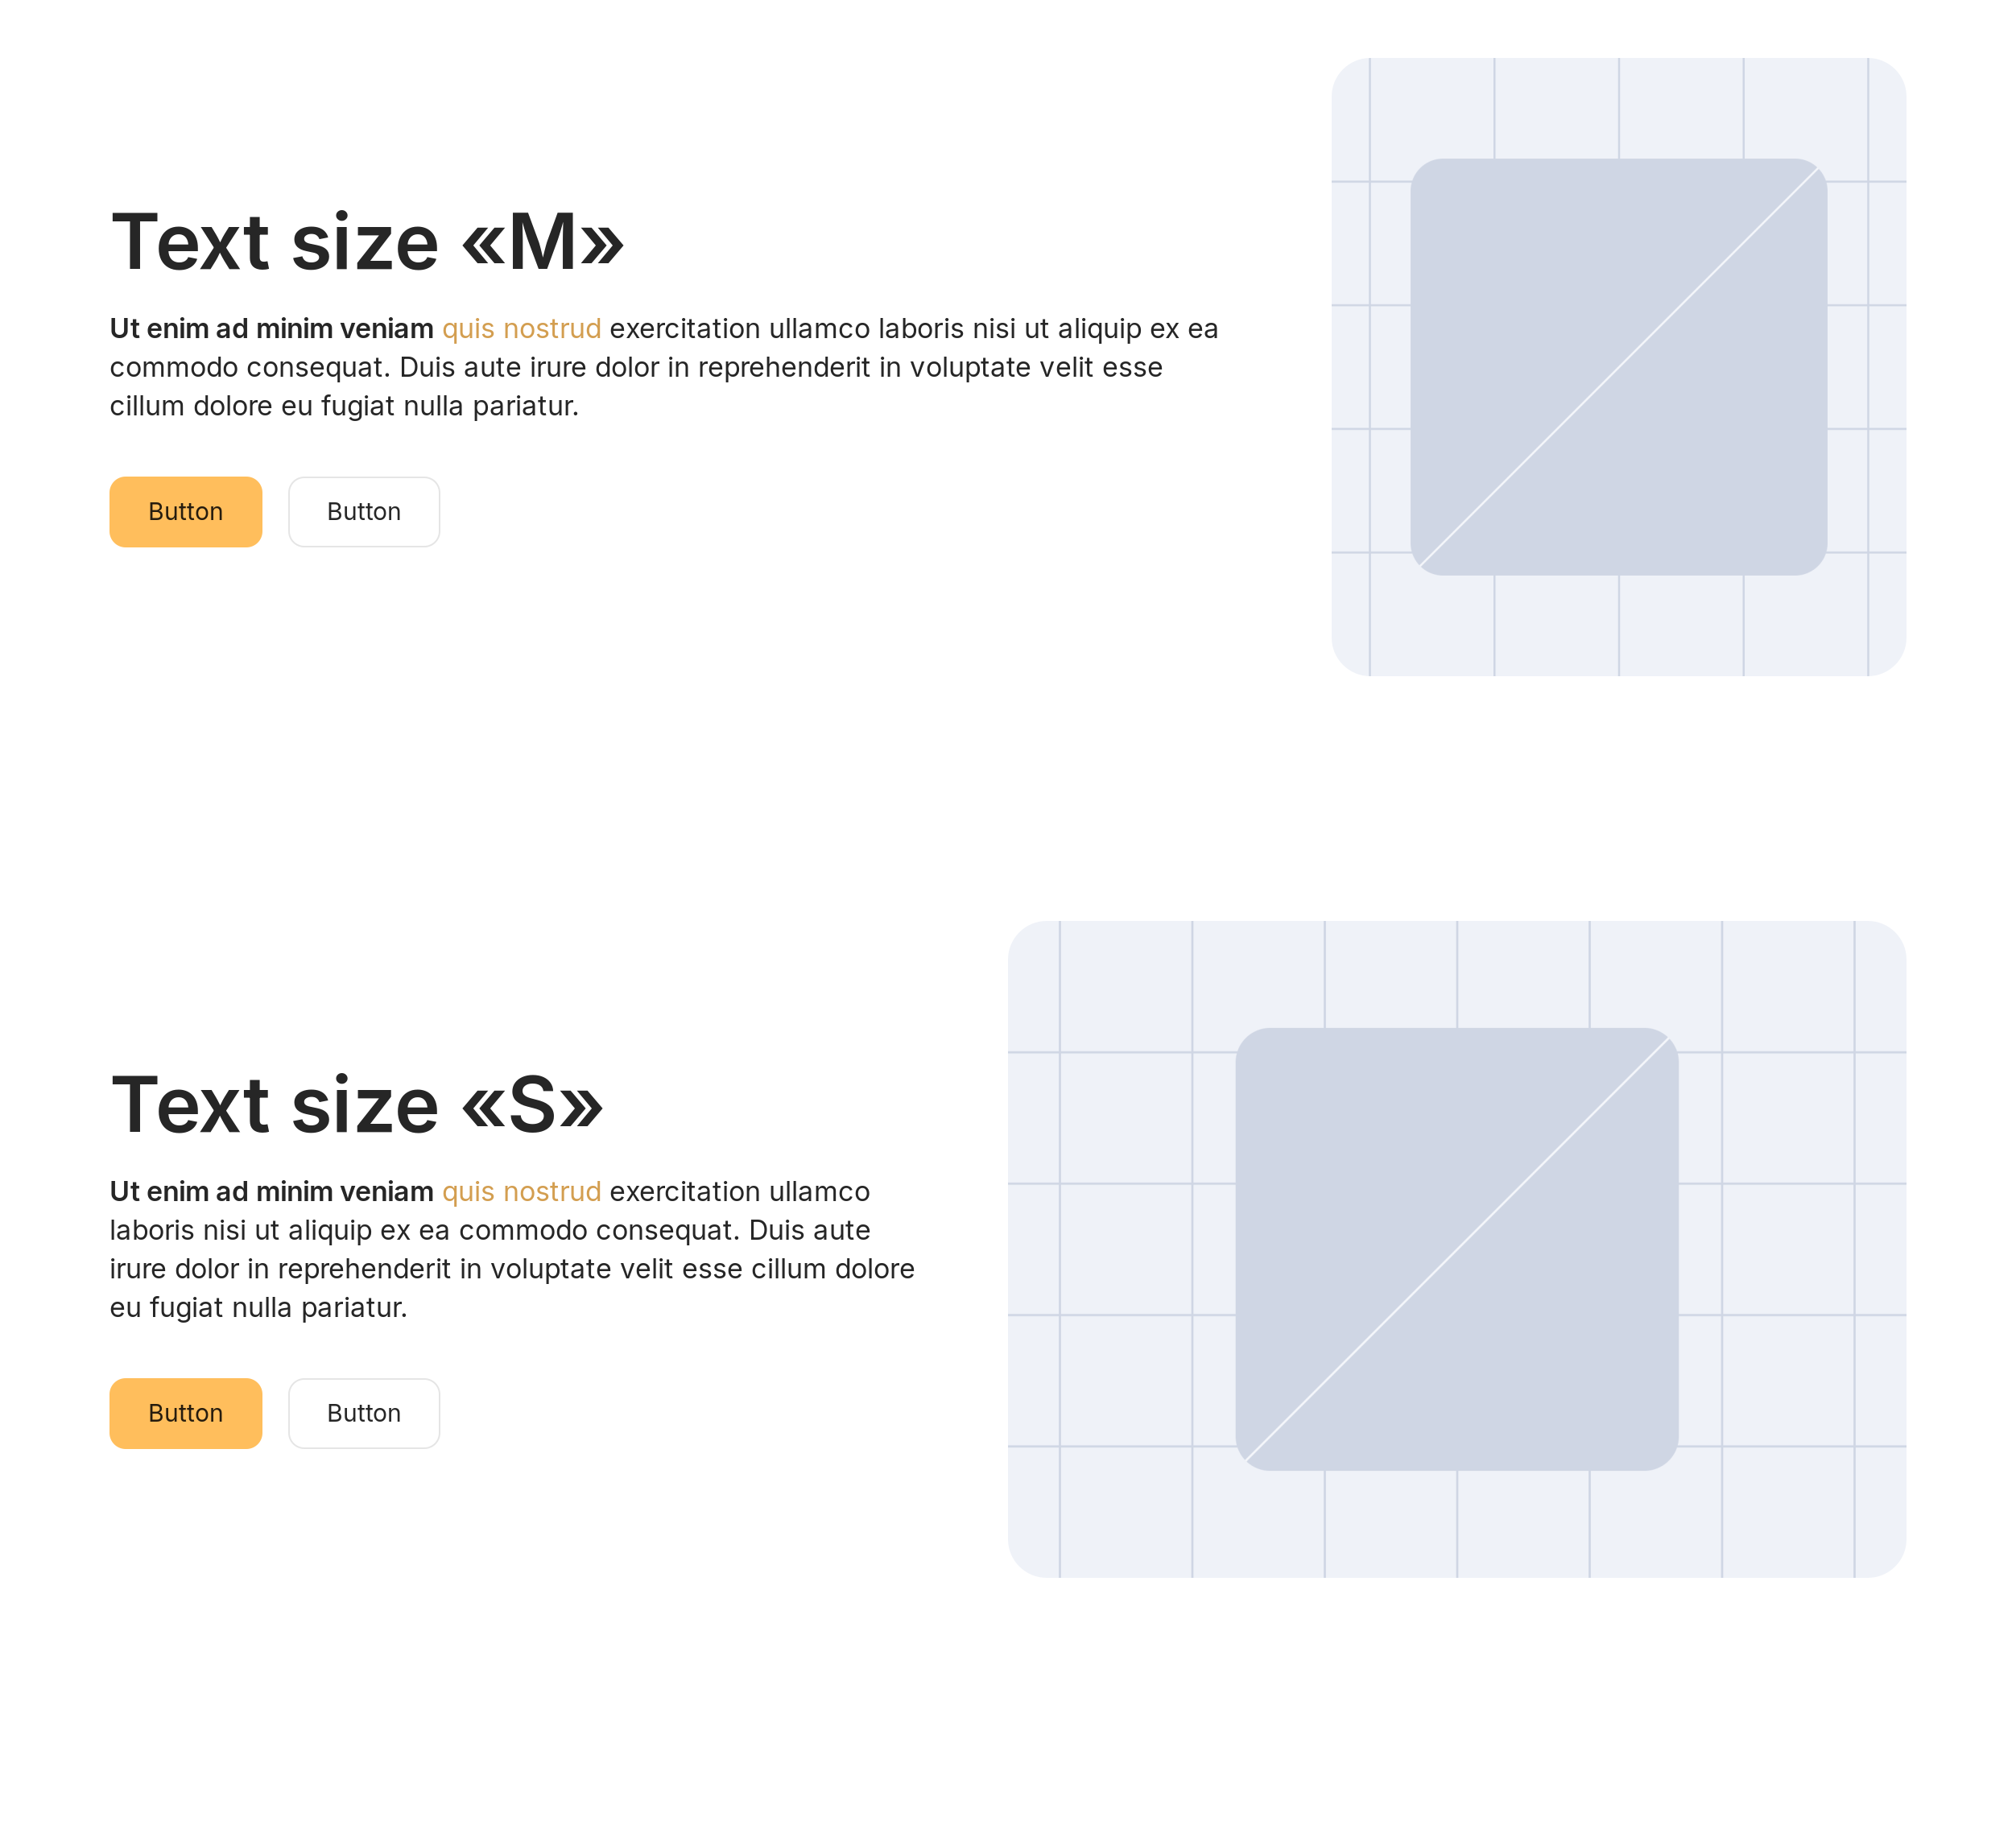 Text size «M»
Ut enim ad minim veniam quis nostrud exercitation ullamco laboris nisi ut aliquip ex ea
commodo consequat. Duis aute irure dolor in reprehenderit in voluptate velit esse
cillum dolore eu fugiat nulla pariatur.
Button Button
Text size «S»
Ut enim ad minim veniam quis nostrud exercitation ullamco
laboris nisi ut aliquip ex ea commodo consequat. Duis aute
irure dolor in reprehenderit in voluptate velit esse cillum dolore
eu fugiat nulla pariatur.
Button Button